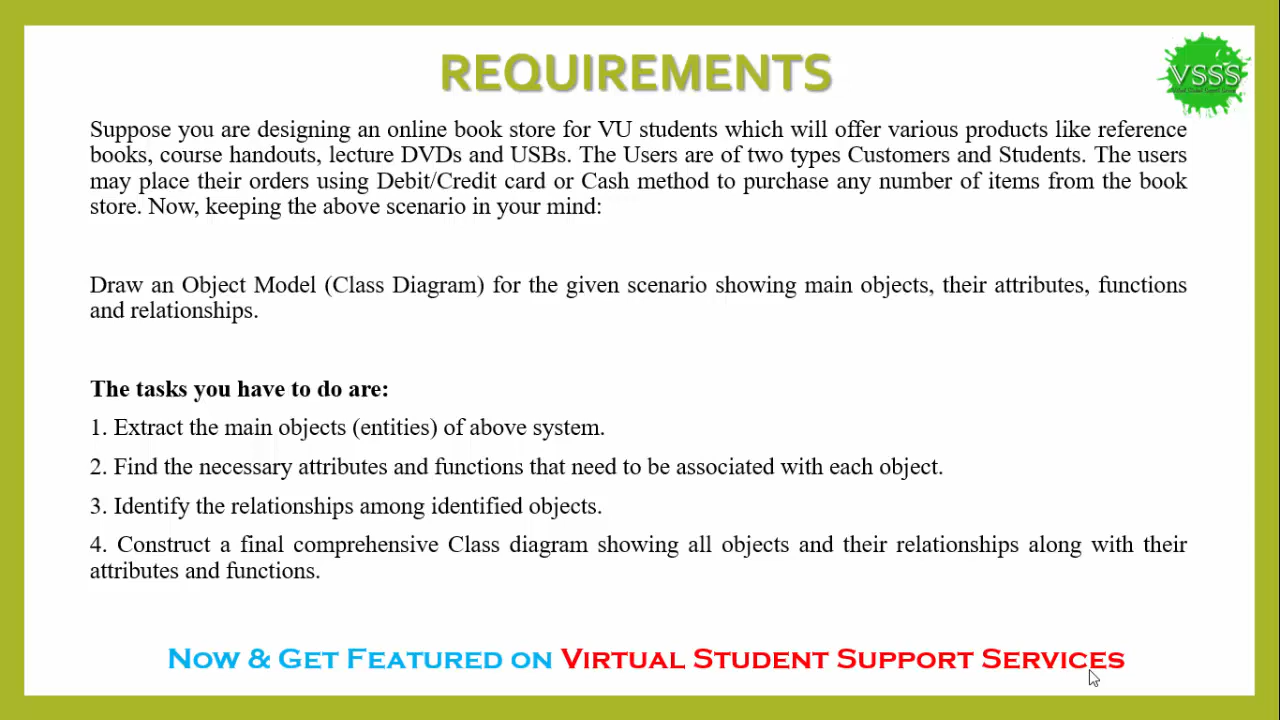 REQUIREMENTS
VSSS
Suppose you are designing an online book store for VU students which will offer various products like reference
books, course handouts, lecture DVDs and USBs. The Users are of two types Customers and Students. The users
may place their orders using Debit/Credit card or Cash method to purchase any number of items from the book
store. Now, keeping the above scenario in your mind:
Draw an Object Model (Class Diagram) for the given scenario showing main objects, their attributes, functions
and relationships.
The tasks you have to do are:
1. Extract the main objects (entities) of above system.
2. Find the necessary attributes and functions that need to be associated with each object.
3. Identify the relationships among identified objects.
4. Construct a final comprehensive Class diagram showing all objects and their relationships along with their
attributes and functions.
NOW & GET FEATURED ON VIRTUAL STUDENT SUPPORT SERVICES